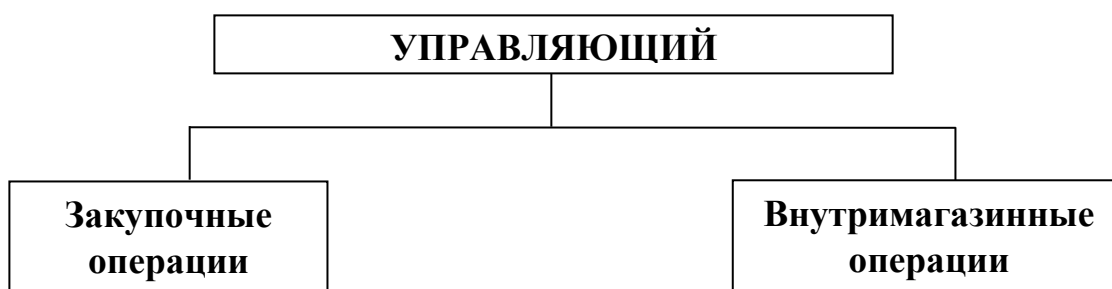 УПРАВЛЯЮЩИЙ
Закупочные
операции
Внутримагазинные
операции